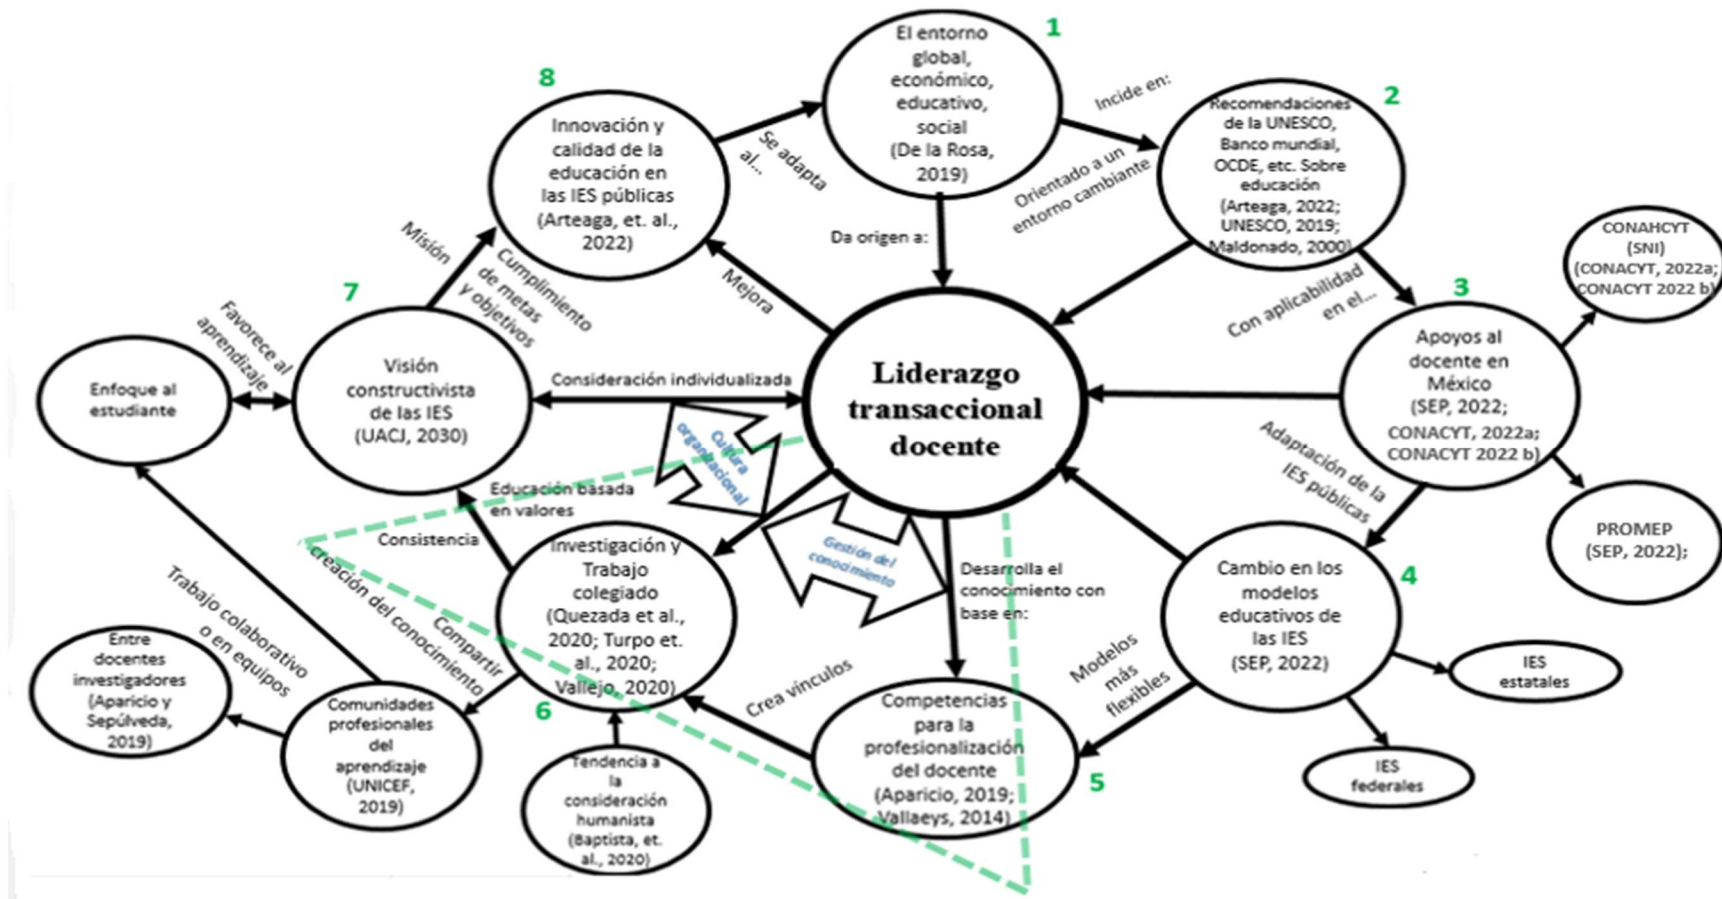 1
El entorno
global,
económico,
educativo,
social
(De la Rosa,
2019)
Incide en:
Orientado a un
entorno cambiante
2
Recomendaciones
de la UNESCO,
Banco mundial,
OCDE, etc. Sobre
educación
(Arteaga, 2022;
UNESCO, 2019;
Maldonado, 2000)
Da origen a:
Con aplicabilidad
en el...
3
Apoyos al
docente en
México
(SEP, 2022;
CONACYT, 2022a;
CONACYT 2022 b)
CONAHCYT
(SNI)
(CONACYT, 2022a;
CONACYT 2022 b)
PROMEP
(SEP, 2022);
Adaptación de la
IES públicas
4
Cambio en los
modelos
educativos de
las IES
(SEP, 2022)
IES
estatales
IES
federales
Modelos
más
flexibles
5
Competencias
para la
profesionalización
del docente
(Aparicio, 2019;
Vallaeys, 2014)
Desarrolla el
conocimiento con
base en:
Crea vínculos
6
Investigación y
Trabajo
colegiado
(Quezada et al.,
2020; Turpo et.
al., 2020;
Vallejo, 2020)
Tendencia a
la
consideración
humanista
(Baptista, et.
al., 2020)
Compartir
creación del conocimiento
Comunidades
profesionales
del
aprendizaje
(UNICEF,
2019)
Trabajo colaborativo
o en equipos
Entre
docentes
investigadores
(Aparicio y
Sepúlveda,
2019)
Educación basada
en valores
Consistencia
7
Visión
constructivista
de las IES
(UACJ, 2030)
Favorece al
aprendizaje
Enfoque al
estudiante
Consideración individualizada
Misión
Cumplimiento
de metas
y objetivos
8
Innovación y
calidad de la
educación en
las IES públicas
(Arteaga, et. al.,
2022)
Se adapta
al...
Mejora
Liderazgo
transaccional
docente
Cultura
organizacional
Gestión del
conocimiento